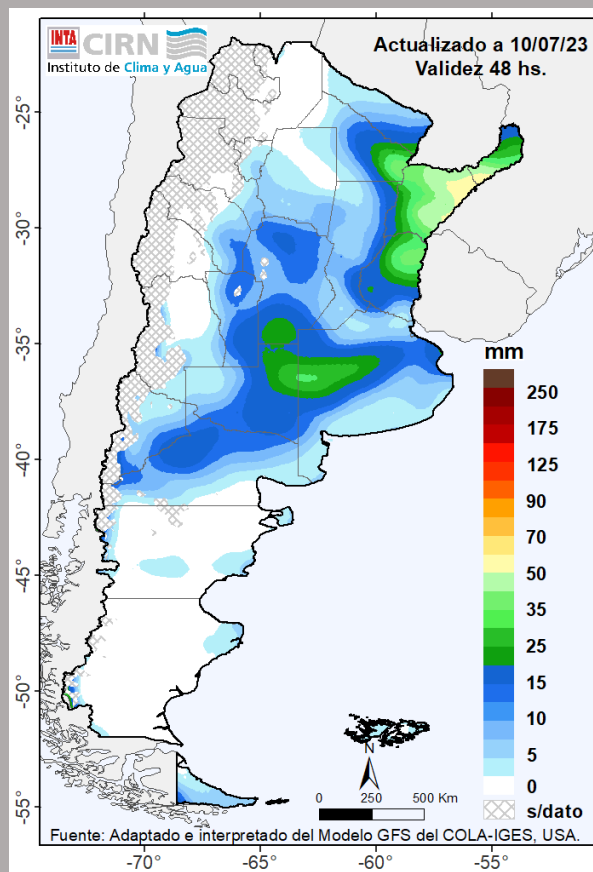 INTA CIRN
Instituto de Clima y Agua
Actualizado a 10/07/23
Validez 48 hs.
-25°
-30°
-35°
-40°
-45°
-50°
-55°
mm
250
175
125
90
70
50
35
25
15
10
5
0
s/dato
N
0 250 500 Km
Fuente: Adaptado e interpretado del Modelo GFS del COLA-IGES, USA.
-70° -65° -60° -55°